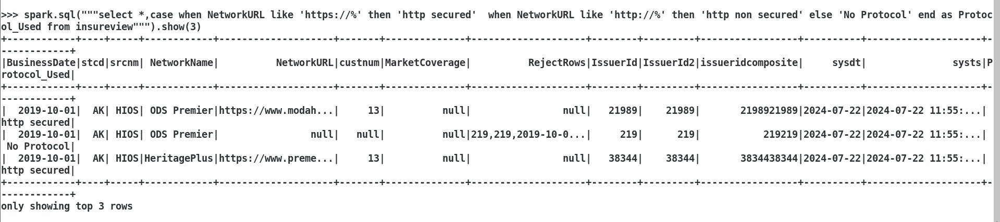 >>> spark.sql("""select *,case when NetworkURL like 'https://%' then 'http secured'  when NetworkURL like 'http://%' then 'http non secured' else 'No Protocol' end as Protoc
ol_Used from insureview""").show(3)
+------------+----+-----+------------+--------------------+-------+--------------+--------------------+--------+---------+-----------------+----------+--------------------+-
------------+
|BusinessDate|stcd|srcnm| NetworkName|          NetworkURL|custnum|MarketCoverage|          RejectRows|IssuerId|IssuerId2|issueridcomposite|     sysdt|               systs|P
rotocol_Used|
+------------+----+-----+------------+--------------------+-------+--------------+--------------------+--------+---------+-----------------+----------+--------------------+-
------------+
|  2019-10-01|  AK| HIOS| ODS Premier|https://www.modah...|     13|          null|                null|   21989|    21989|       2198921989|2024-07-22|2024-07-22 11:55:...|
http secured|
|  2019-10-01|  AK| HIOS| ODS Premier|                null|   null|          null|219,219,2019-10-0...|     219|      219|           219219|2024-07-22|2024-07-22 11:55:...|
 No Protocol|
|  2019-10-01|  AK| HIOS|HeritagePlus|https://www.preme...|     13|          null|                null|   38344|    38344|       3834438344|2024-07-22|2024-07-22 11:55:...|
http secured|
+------------+----+-----+------------+--------------------+-------+--------------+--------------------+--------+---------+-----------------+----------+--------------------+-
------------+
only showing top 3 rows